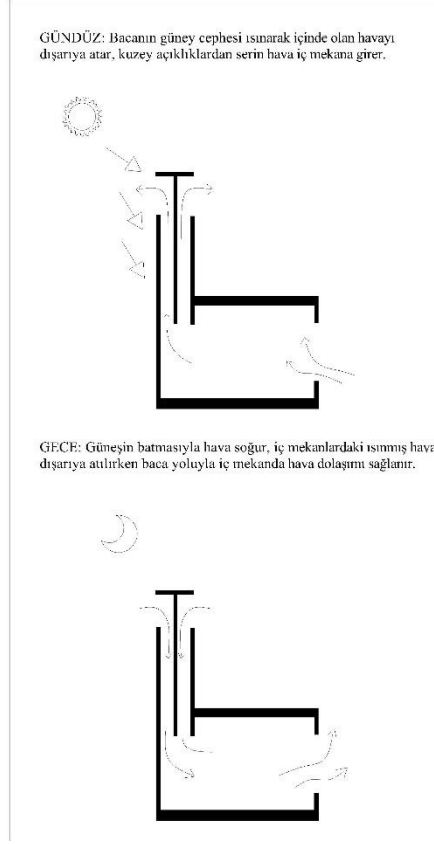 GÜNDÜZ: Bacanın güney cephesi ısınarak içinde olan havayı
dışarıya atar, kuzey açıklıklardan serin hava iç mekana girer.
GECE: Güneşin batmasıyla hava soğur, iç mekanlardaki ısınmış hava
dışarıya atılırken baca yoluyla iç mekanda hava dolaşımı sağlanır.